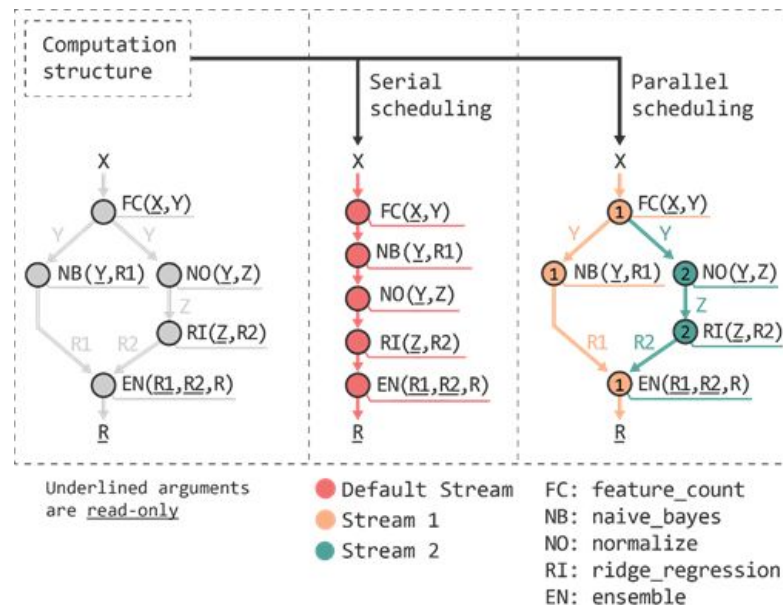 Computation
structure
Serial
scheduling
Parallel
scheduling
X
FC(X,Y)
Y
Y
NB(Y,R1)
NO(Y,Z)
Z
RI(Z,R2)
R1
R2
EN(R1,R2,R)
R
X
FC(X,Y)
NB(Y,R1)
NO(Y,Z)
RI(Z,R2)
EN(R1,R2,R)
R
X
1
FC(X,Y)
Y
Y
1
NB(Y,R1)
2
NO(Y,Z)
Z
2
RI(Z,R2)
R1
R2
1
EN(R1,R2,R)
R
Underlined arguments
are read-only
Default Stream
Stream 1
Stream 2
FC: feature_count
NB: naive_bayes
NO: normalize
RI: ridge_regression
EN: ensemble